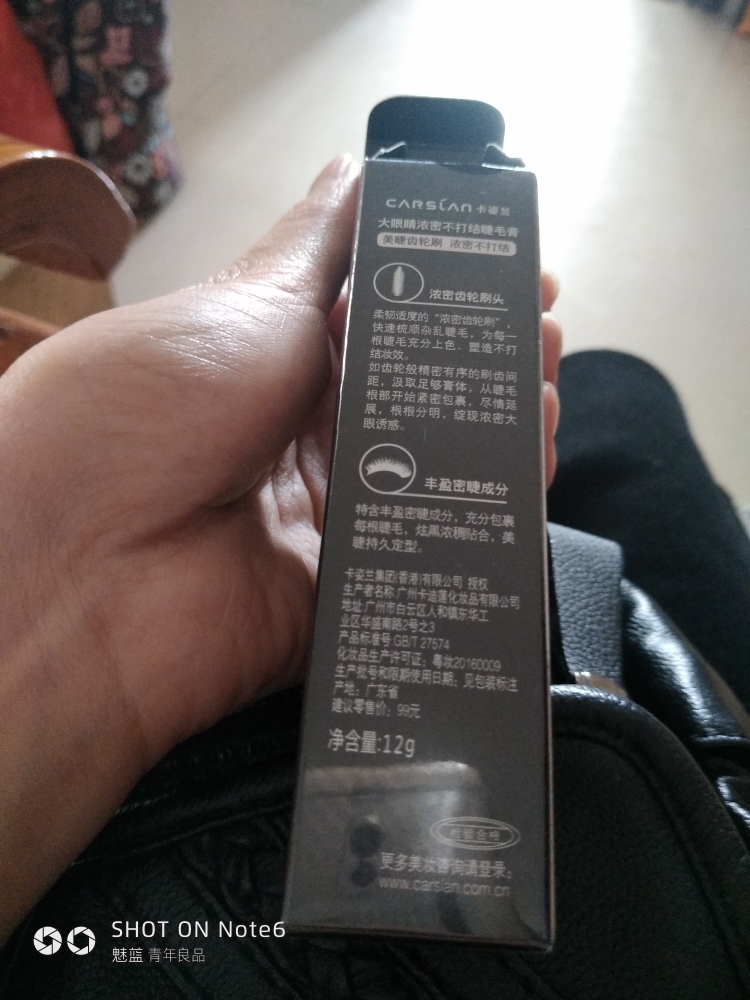 CARSLAN 卡姿兰
大眼睛浓密不打结睫毛膏
美睫齿轮刷 浓密不打结
浓密齿轮刷头
柔韧适度的“浓密齿轮刷”，
快速梳顺杂乱睫毛，为每一
根睫毛充分上色、塑造不打
结妆效。
如齿轮般精密有序的刷齿间
距，汲取足够膏体，从睫毛
根部开始紧密包裹，尽情延
展，根根分明，绽现浓密大
眼诱惑。
丰盈密睫成分
特含丰盈密睫成分，充分包裹
每根睫毛，炫黑浓稠贴合，美
睫持久定型。
卡姿兰集团(香港)有限公司 授权
生产者名称:广州卡迪莲化妆品有限公司
地址:广州市白云区人和镇东华工
业区华盛南路2号之3
产品标准号:GB/T 27574
化妆品生产许可证：粤妆20160009
生产批号和限期使用日期：见包装标注
产地：广东省
建议零售价：99元
净含量:12g
检验合格
更多美妆咨询请登录：
www.carslan.com.cn
SHOT ON Note6
魅蓝 青年良品